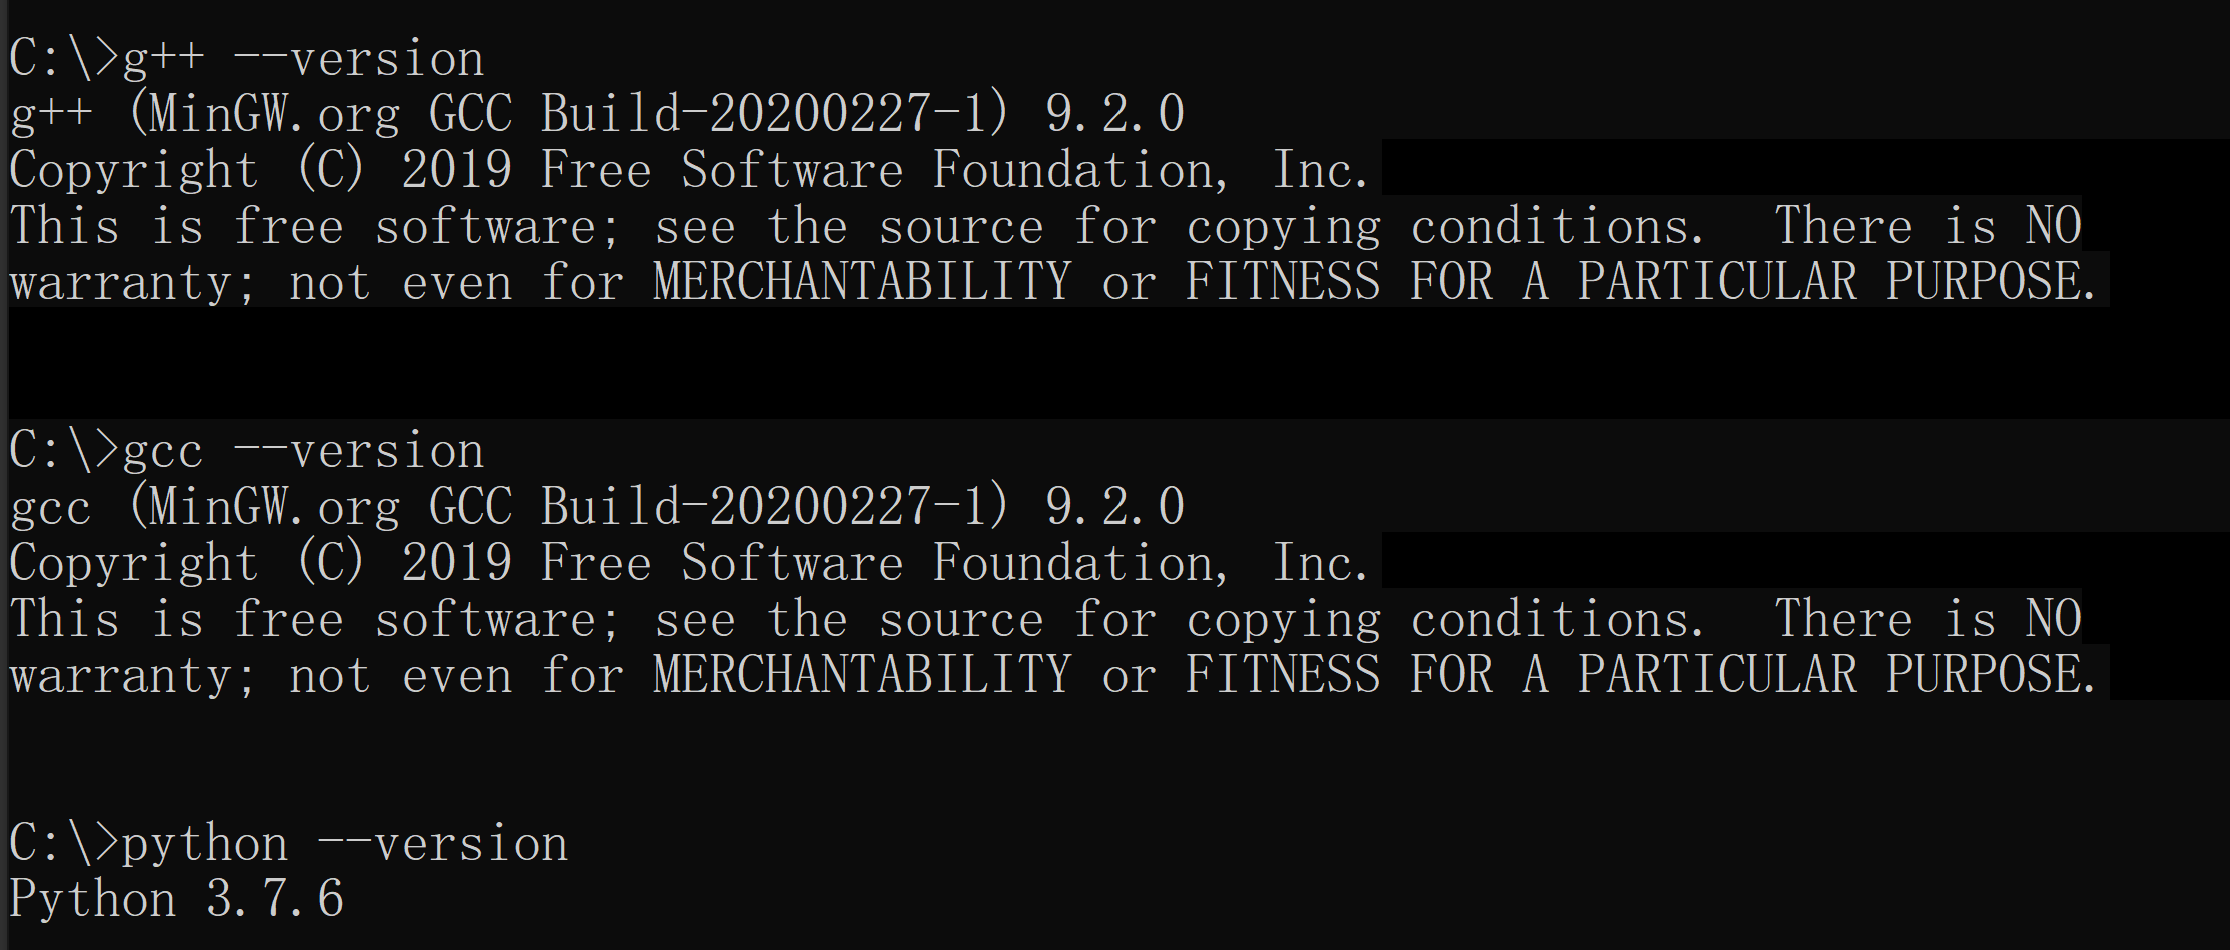 C:\>g++ --version
g++ (MinGW.org GCC Build-20200227-1) 9.2.0
Copyright (C) 2019 Free Software Foundation, Inc.
This is free software; see the source for copying conditions.  There is NO
warranty; not even for MERCHANTABILITY or FITNESS FOR A PARTICULAR PURPOSE.
C:\>gcc --version
gcc (MinGW.org GCC Build-20200227-1) 9.2.0
Copyright (C) 2019 Free Software Foundation, Inc.
This is free software; see the source for copying conditions.  There is NO
warranty; not even for MERCHANTABILITY or FITNESS FOR A PARTICULAR PURPOSE.
C:\>python --version
Python 3.7.6